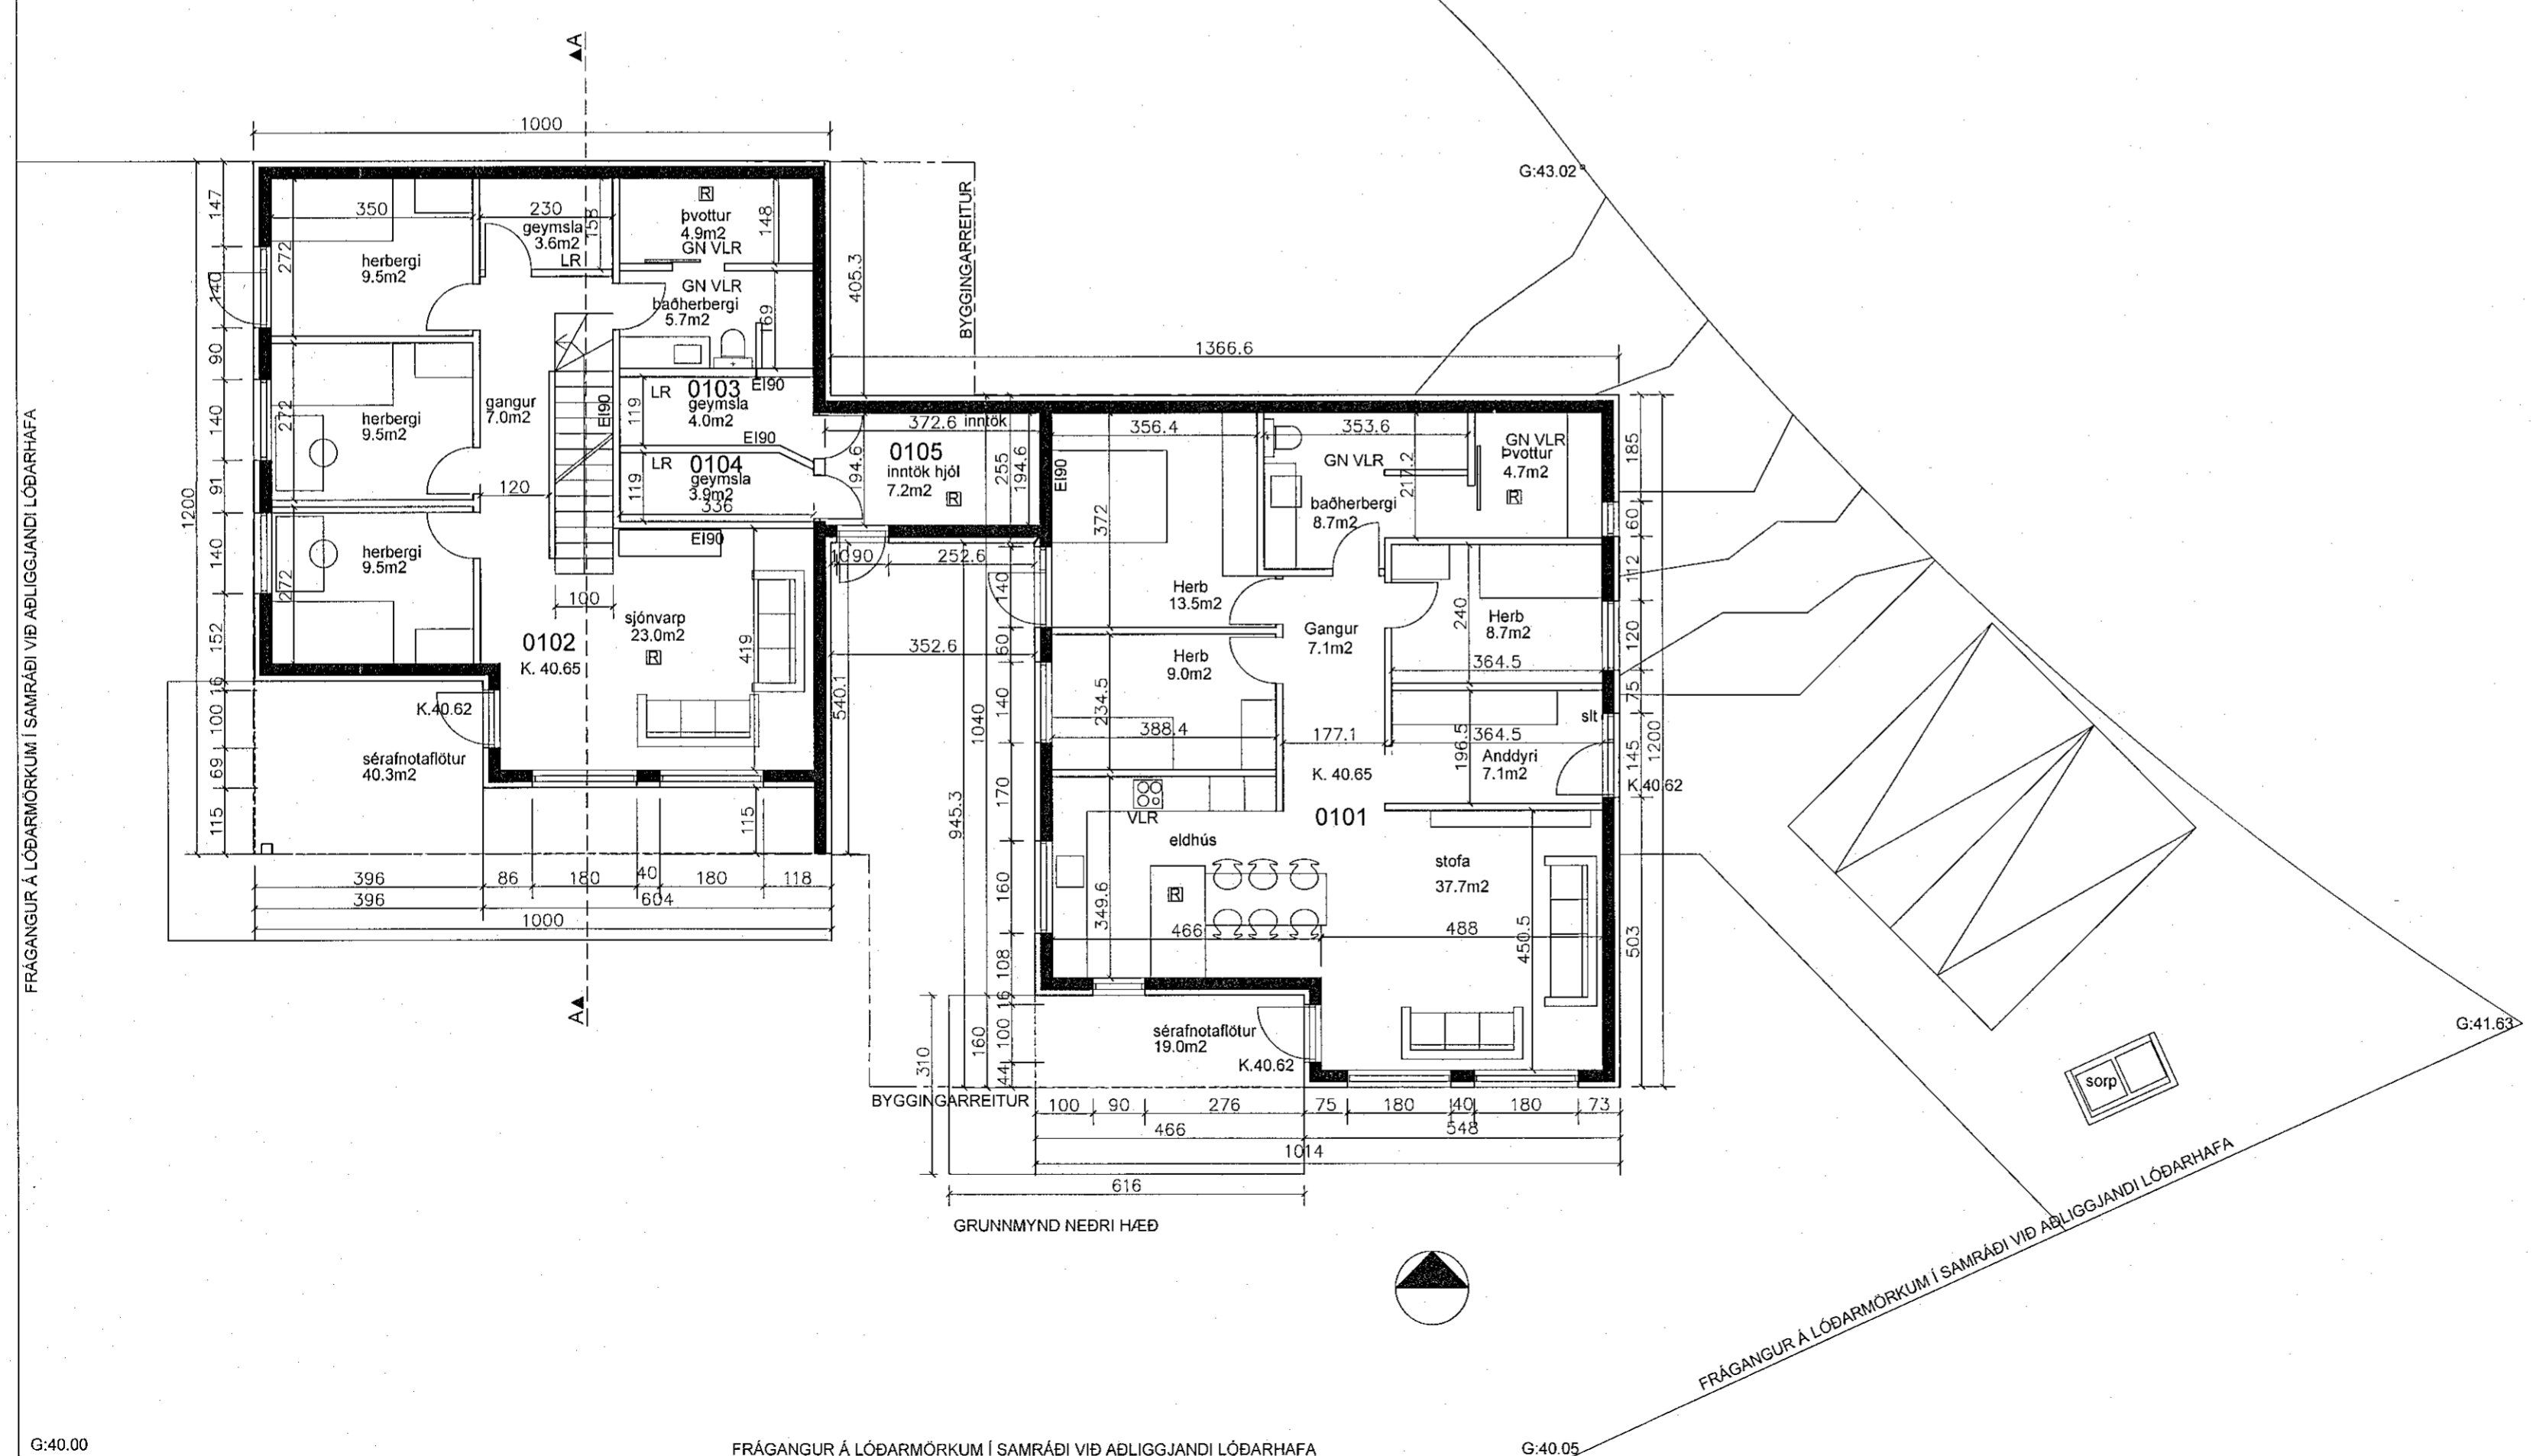 A
1000
G:43.02
BYGGINGARREITUR
147
350
230
158
geymsla
3.6m2
LR
R
þvottur
4.9m2
GN VLR
148
405.3
272
herbergi
9.5m2
140
GN VLR
baðherbergi
5.7m2
169
90
1366.6
EI90
LR
0103
geymsla
4.0m2
119
gangur
7.0m2
EI90
140
272
herbergi
9.5m2
372.6
inntök
EI90
LR
0104
geymsla
3.9m2
336
119
194.6
0105
inntök hjól
7.2m2
R
255
194.6
EI90
356.4
353.6
GN VLR
217.2
GN VLR
Þvottur
4.7m2
R
185
91
120
1200
372
baðherbergi
8.7m2
60
EI90
1090
252.6
140
140
herbergi
9.5m2
272
112
100
sjónvarp
23.0m2
R
419
152
0102
K. 40.65
352.6
60
Herb
13.5m2
Gangur
7.1m2
240
Herb
8.7m2
364.5
120
Herb
9.0m2
234.5
388.4
140
75
16
K.40.62
100
540.1
1040
177.1
196.5
364.5
slt
Anddyri
7.1m2
145
1200
K.40.62
69
sérafnotaflötur
40.3m2
K. 40.65
0101
170
VLR
eldhús
115
115
945.3
396
86
180
40
180
118
396
604
1000
160
R
349.6
466
stofa
37.7m2
488
450.5
503
108
16
100
44
160
310
sérafnotaflötur
19.0m2
K.40.62
A
BYGGINGARREITUR
100
90
276
75
180
40
180
73
466
548
1014
616
sorp
G:41.63
GRUNNMYND NEÐRI HÆÐ
FRÁGANGUR Á LÓÐARMÖRKUM Í SAMRÁÐI VIÐ AÐLIGGJANDI LÓÐARHAFA
FRÁGANGUR Á LÓÐARMÖRKUM Í SAMRÁÐI VIÐ AÐLIGGJANDI LÓÐARHAFA
G:40.00
FRÁGANGUR Á LÓÐARMÖRKUM Í SAMRÁÐI VIÐ AÐLIGGJANDI LÓÐARHAFA
G:40.05